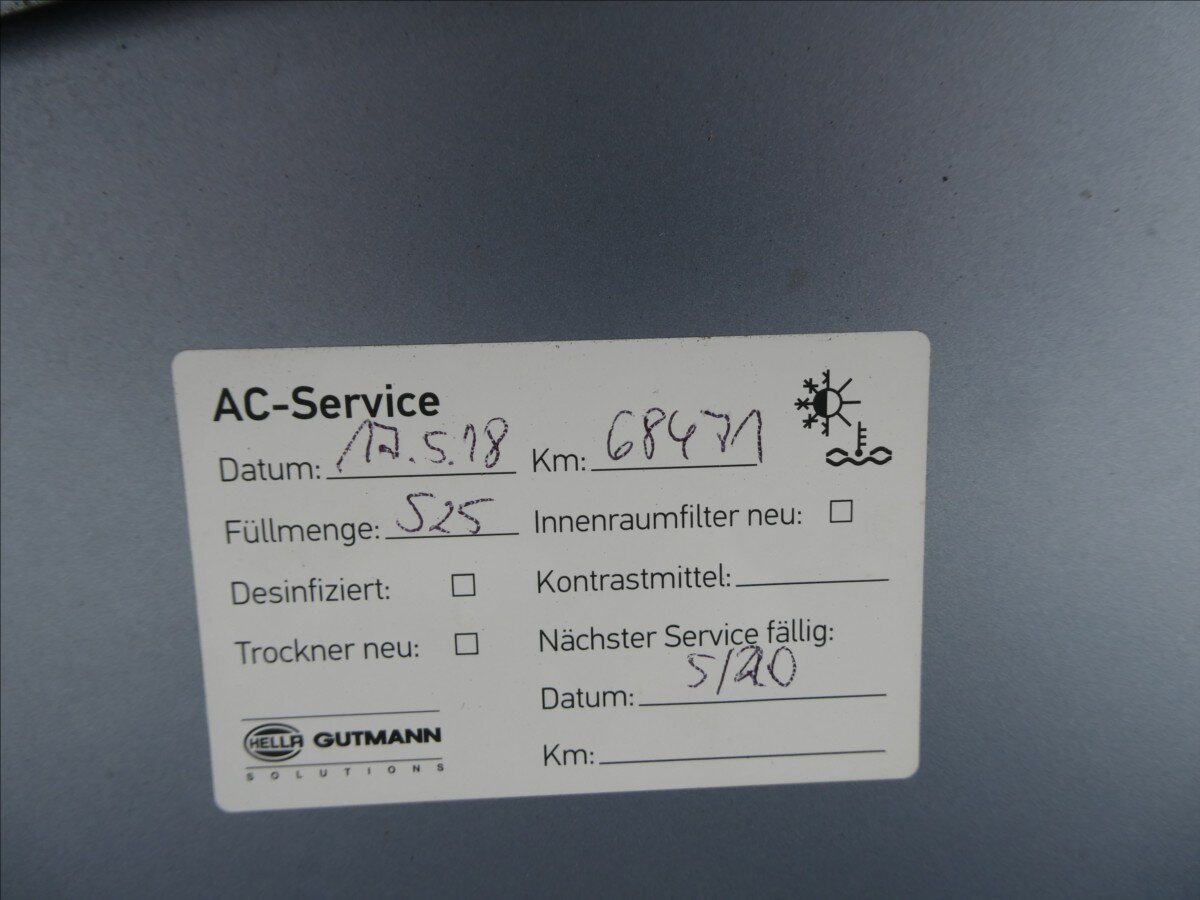 AC-Service
Datum: 17.5.18 Km: 68471
Füllmenge: 525 Innenraumfilter neu:
Desinfiziert: Kontrastmittel:
Trockner neu: Nächster Service fällig:
Datum: 5/20
HELLA GUTMANN Km:
SOLUTIONS